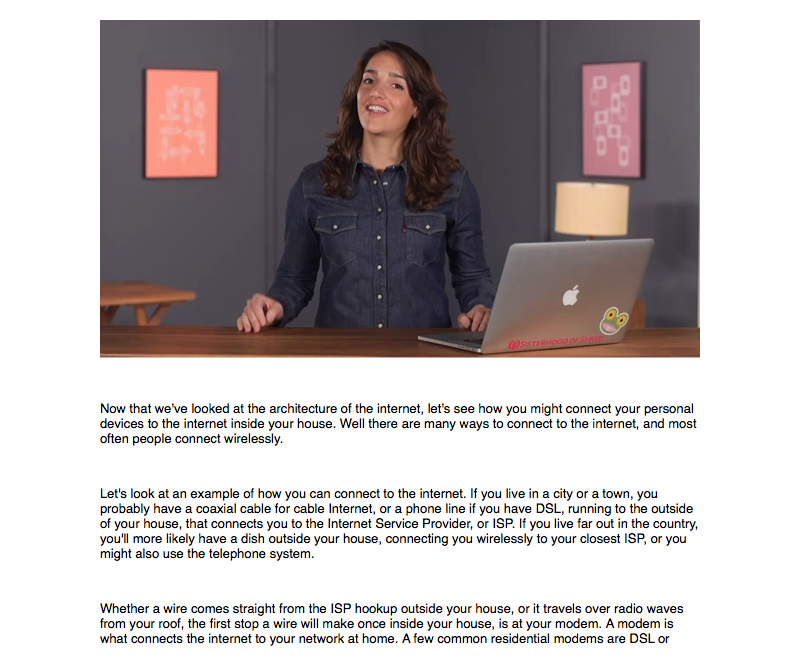 SISTERHOOD OF SHRED
Now that we've looked at the architecture of the internet, let's see how you might connect your personal
devices to the internet inside your house. Well there are many ways to connect to the internet, and most
often people connect wirelessly.
Let's look at an example of how you can connect to the internet. If you live in a city or a town, you
probably have a coaxial cable for cable Internet, or a phone line if you have DSL, running to the outside
of your house, that connects you to the Internet Service Provider, or ISP. If you live far out in the country,
you'll more likely have a dish outside your house, connecting you wirelessly to your closest ISP, or you
might also use the telephone system.
Whether a wire comes straight from the ISP hookup outside your house, or it travels over radio waves
from your roof, the first stop a wire will make once inside your house, is at your modem. A modem is
what connects the internet to your network at home. A few common residential modems are DSL or